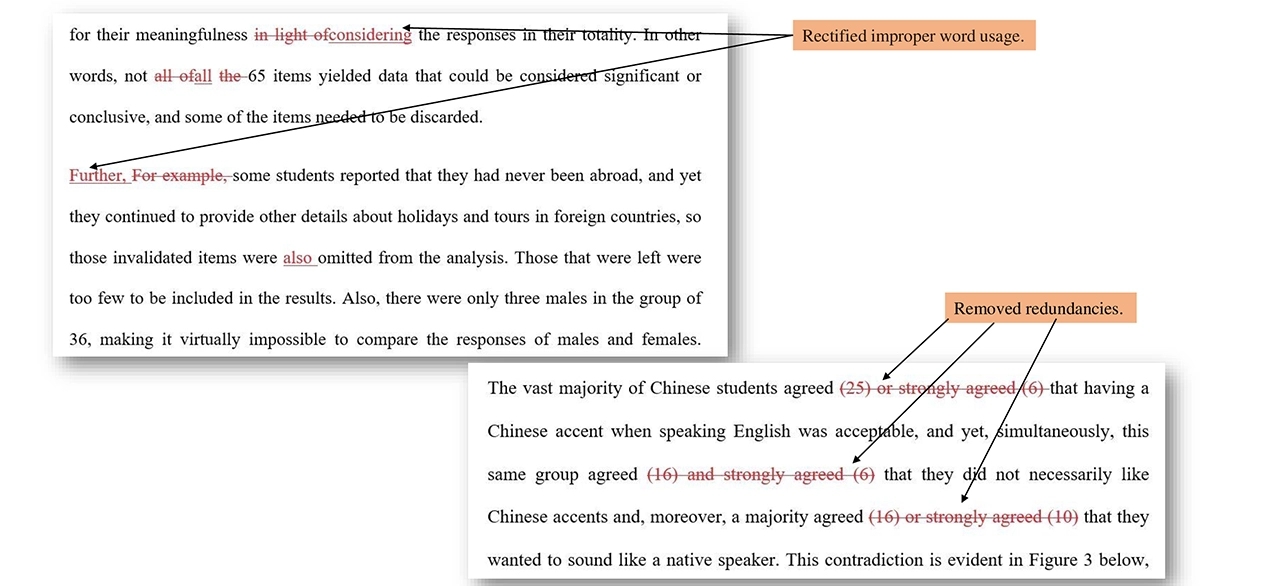 for their meaningfulness in light ofconsidering the responses in their totality. In other
words, not all ofall the 65 items yielded data that could be considered significant or
conclusive, and some of the items needed to be discarded.
Further, For example, some students reported that they had never been abroad, and yet
they continued to provide other details about holidays and tours in foreign countries, so
those invalidated items were also omitted from the analysis. Those that were left were
too few to be included in the results. Also, there were only three males in the group of
36, making it virtually impossible to compare the responses of males and females.
Rectified improper word usage.
Removed redundancies.
The vast majority of Chinese students agreed (25) or strongly agreed (6) that having a
Chinese accent when speaking English was acceptable, and yet, simultaneously, this
same group agreed (16) and strongly agreed (6) that they did not necessarily like
Chinese accents and, moreover, a majority agreed (16) or strongly agreed (10) that they
wanted to sound like a native speaker. This contradiction is evident in Figure 3 below,